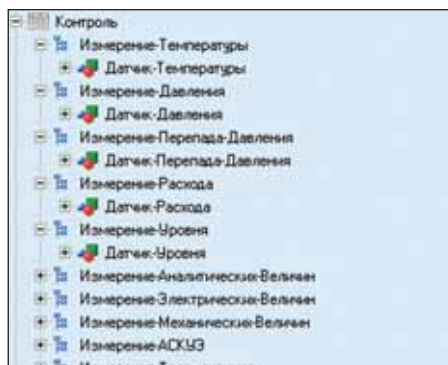 Контроль
Измерение-Температуры
Датчик-Температуры
Измерение-Давления
Датчик-Давления
Измерение-Перепада-Давления
Датчик-Перепада-Давления
Измерение-Расхода
Датчик-Расхода
Измерение-Уровня
Датчик-Уровня
Измерение-Аналитических-Величин
Измерение-Электрических-Величин
Измерение-Механических-Величин
Измерение-АСКУЭ